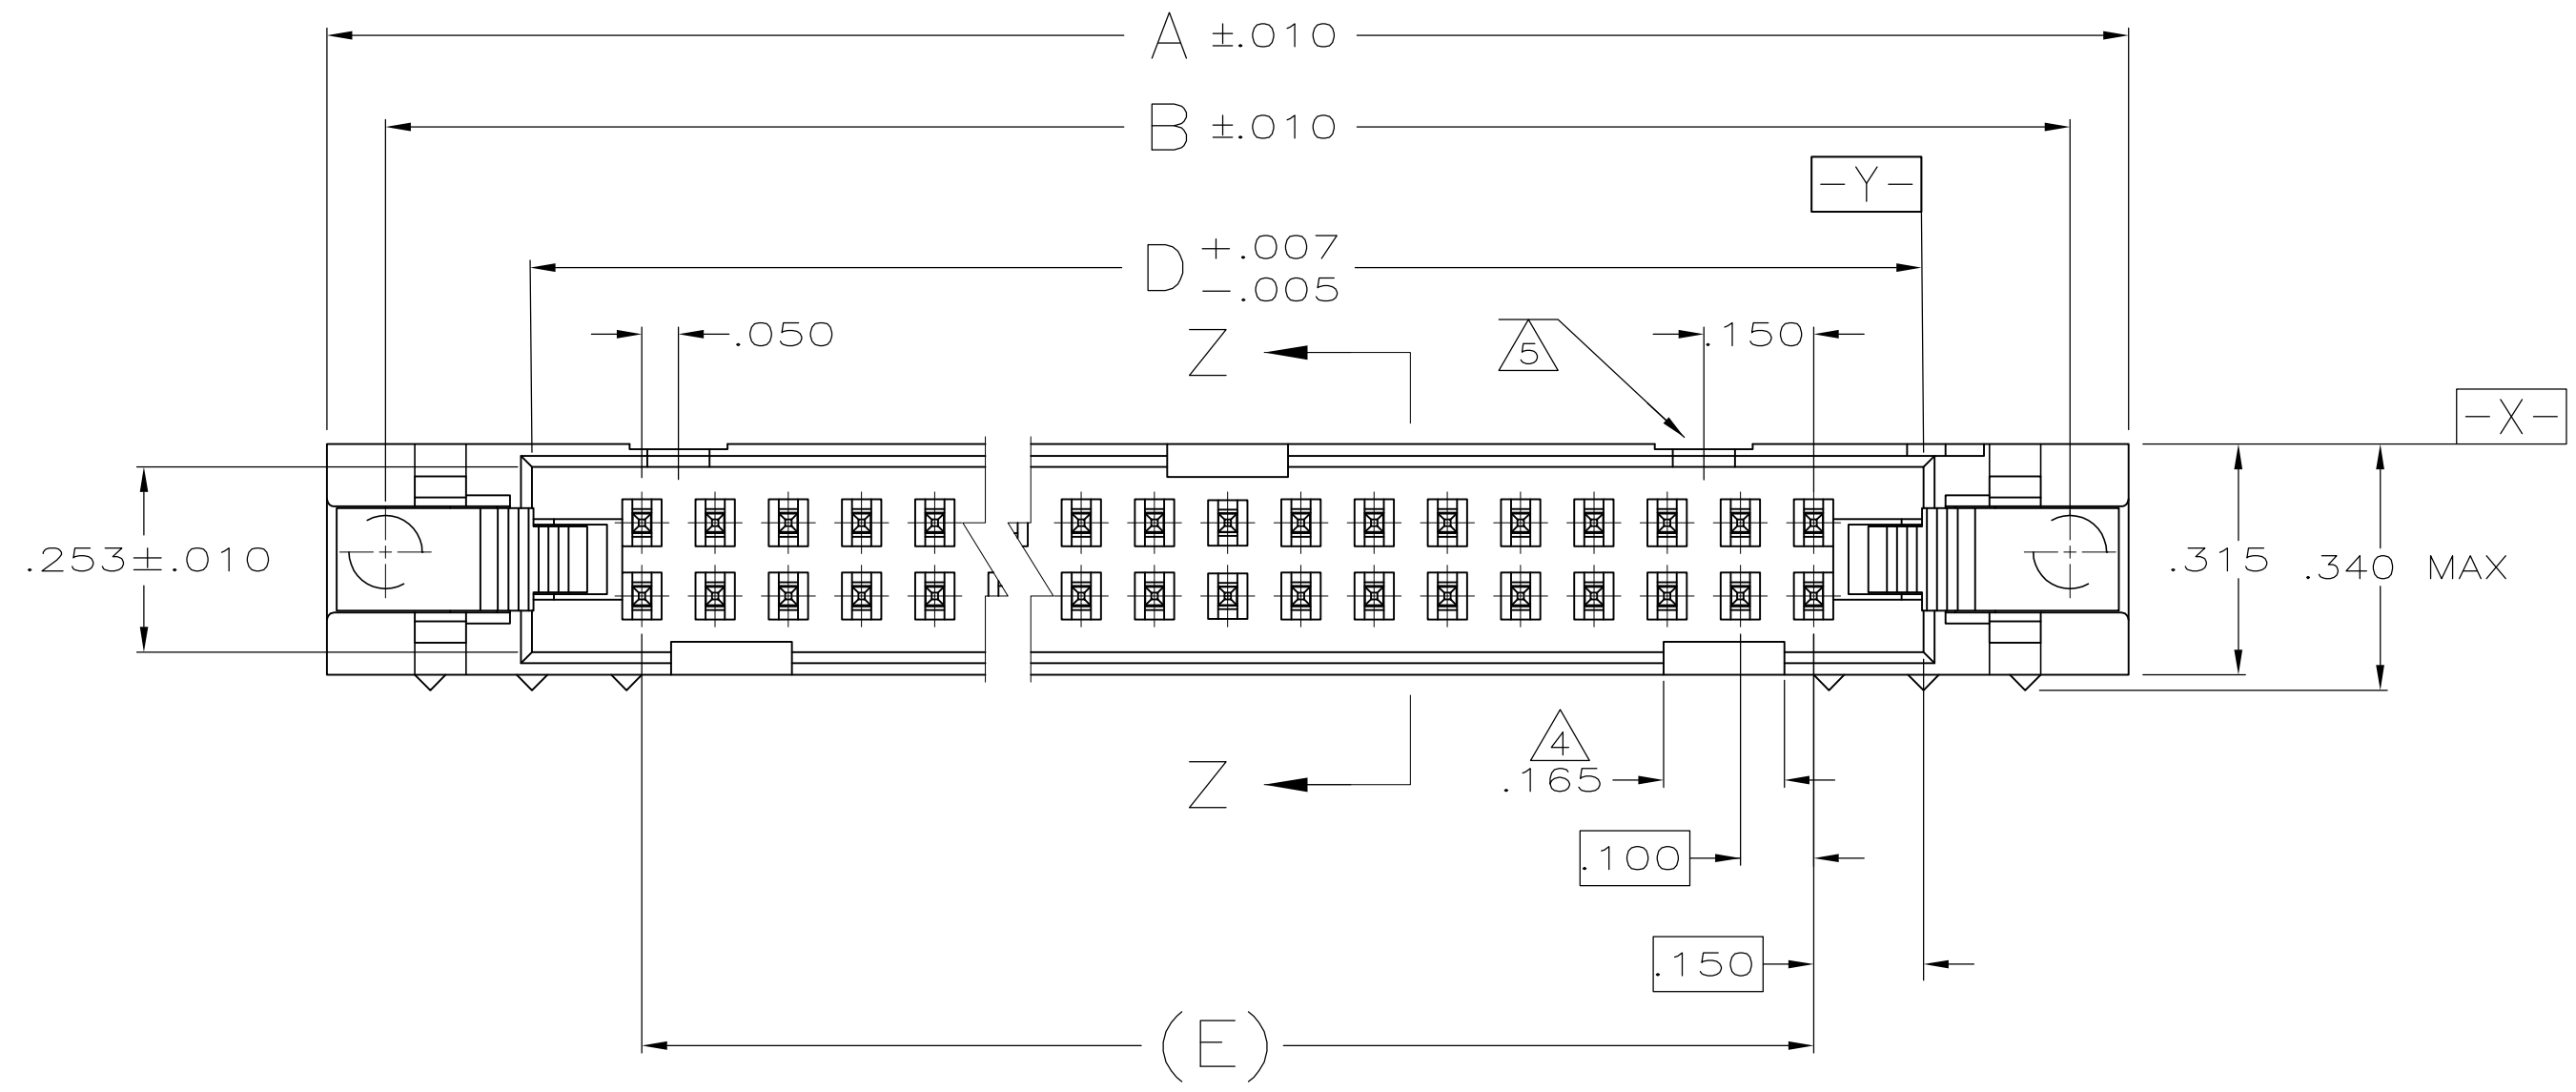 A ±.010
B ±.010
-Y-
D +.007
-.005
.050
Z
5
.150
-X-
.253±.010
.315
.340 MAX
4
Z
.165
.100
.150
(E)